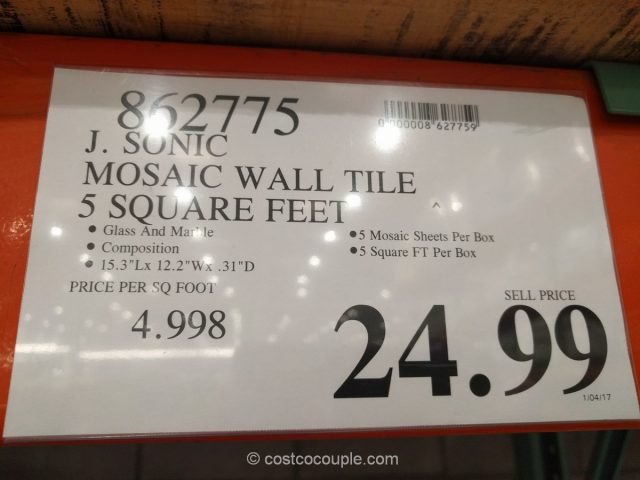 862775
0 000008 627759
J. SONIC
MOSAIC WALL TILE
5 SQUARE FEET
• Glass And Marble
• Composition
• 15.3"Lx 12.2"Wx .31"D
• 5 Mosaic Sheets Per Box
• 5 Square FT Per Box
PRICE PER SQ FOOT
4.998
SELL PRICE
24.99
1/04/17
© costcocouple.com